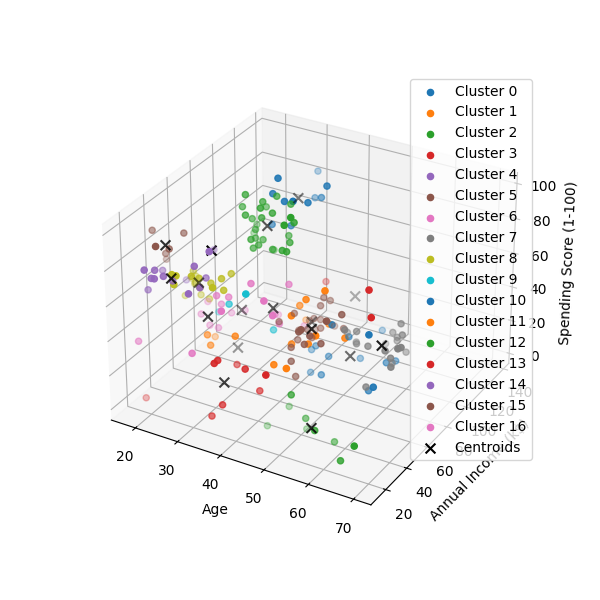 Cluster 0
Cluster 1
Cluster 2
Cluster 3
Cluster 4
Cluster 5
Cluster 6
Cluster 7
Cluster 8
Cluster 9
Cluster 10
Cluster 11
Cluster 12
Cluster 13
Cluster 14
Cluster 15
Cluster 16
Centroids
100
80
60
40
20
0
Spending Score (1-100)
140
120
100
60
40
20
Annual Income
20
30
40
50
60
70
Age